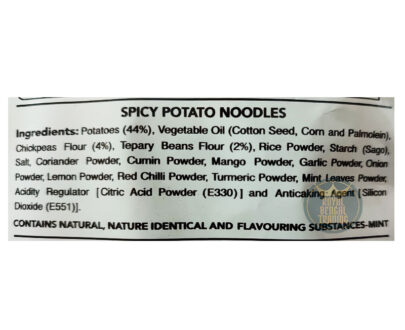 SPICY POTATO NOODLES
Ingredients: Potatoes (44%), Vegetable Oil (Cotton Seed, Corn and Palmolein),
Chickpeas Flour (4%), Tepary Beans Flour (2%), Rice Powder, Starch (Sago),
Salt, Coriander Powder, Cumin Powder, Mango Powder, Garlic Powder, Onion
Powder, Lemon Powder, Red Chilli Powder, Turmeric Powder, Mint Leaves Powder,
Acidity Regulator [Citric Acid Powder (E330)] and Anticaking Agent [Silicon
Dioxide (E551)].
ROYAL
BENGAL
TRADING
CONTAINS NATURAL, NATURE IDENTICAL AND FLAVOURING SUBSTANCES-MINT